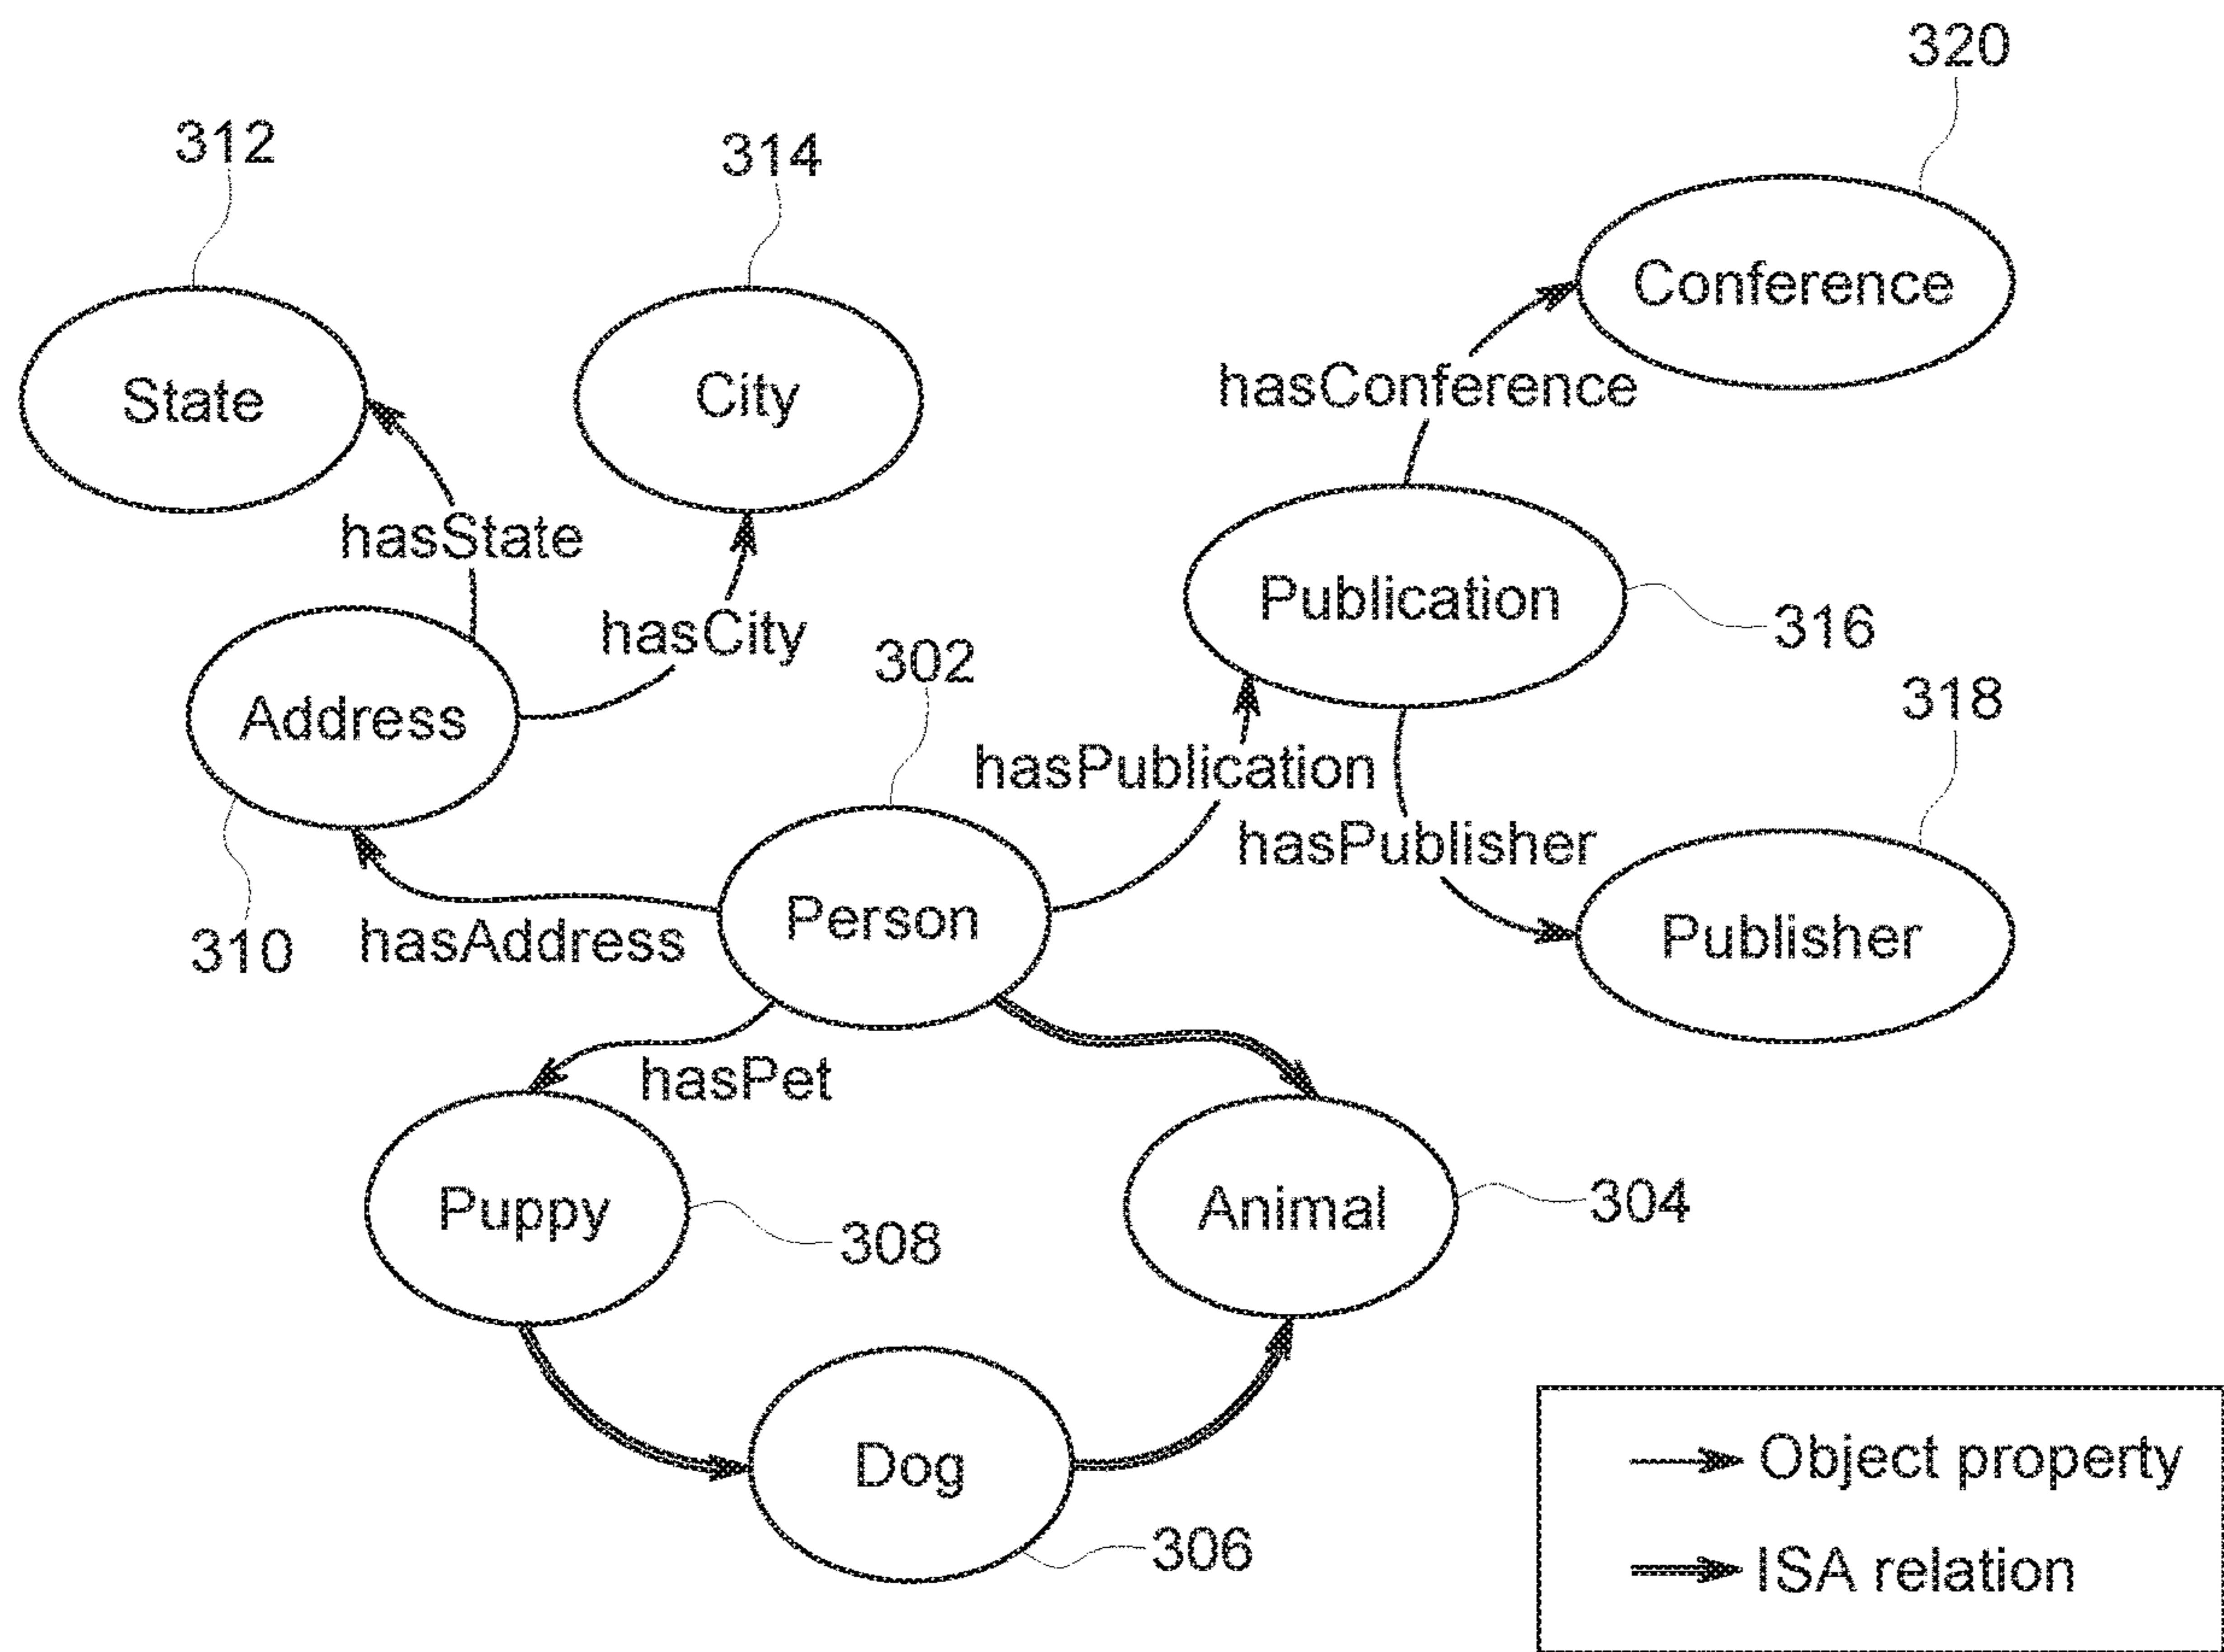 320
312
314
Conference
State
City
hasConference
hasState
Publication
316
hasCity
302
318
Address
hasPublication
hasPublisher
Person
Publisher
310
hasAddress
hasPet
Puppy
Animal
304
308
Dog
Object property
306
ISA relation